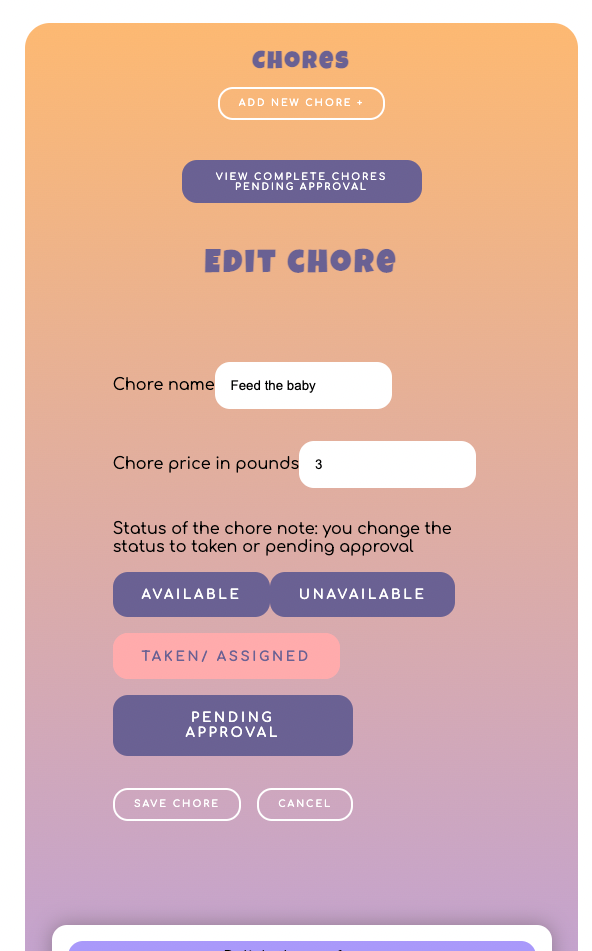 CHORES
ADD NEW CHORE +
VIEW COMPLETE CHORES
PENDING APPROVAL
EDIT CHORE
Chore name Feed the baby
Chore price in pounds 3
Status of the chore note: you change the
status to taken or pending approval
AVAILABLE UNAVAILABLE
TAKEN/ ASSIGNED
PENDING
APPROVAL
SAVE CHORE CANCEL